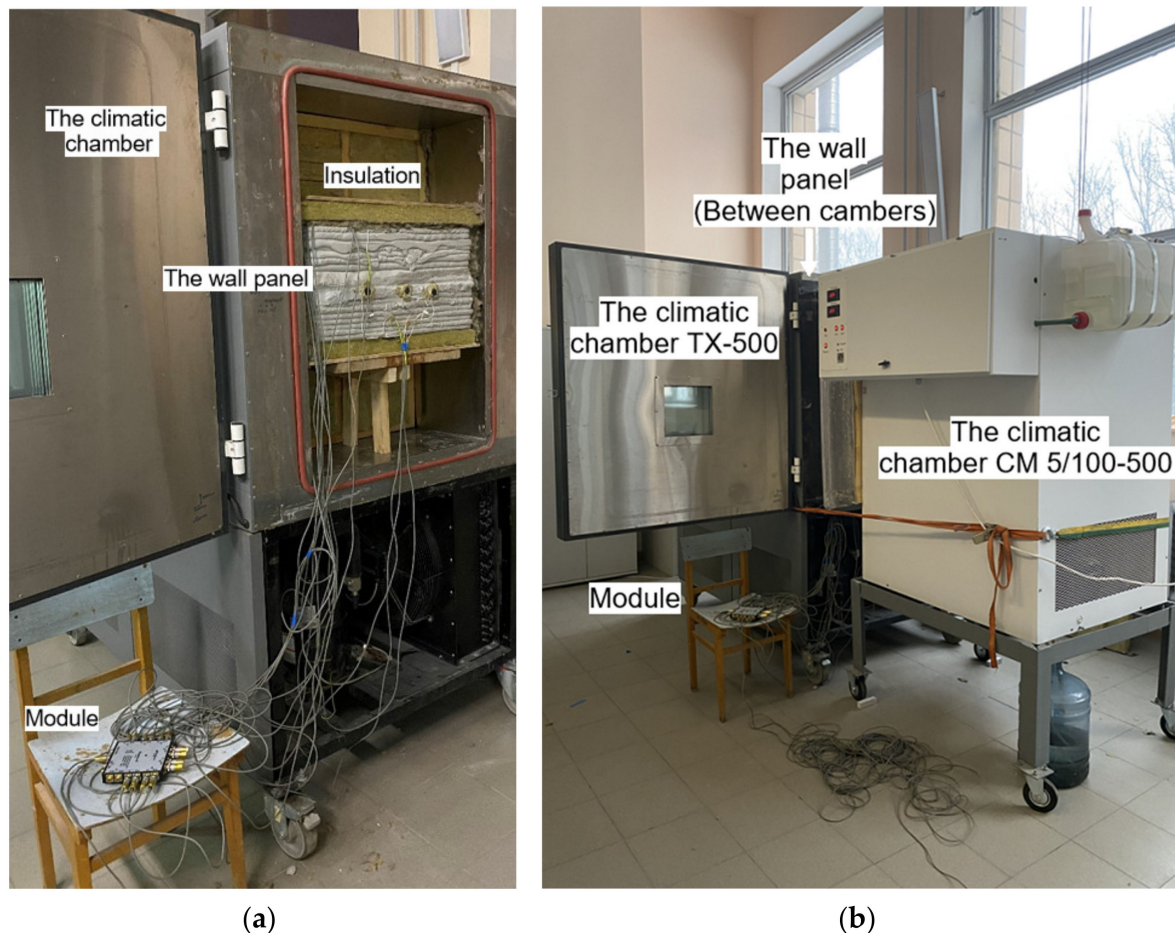 The climatic
chamber
Insulation
The wall panel
Module
The wall
panel
(Between cambers)
The climatic
chamber TX-500
The climatic
chamber CM 5/100-500
Module
(a)
(b)